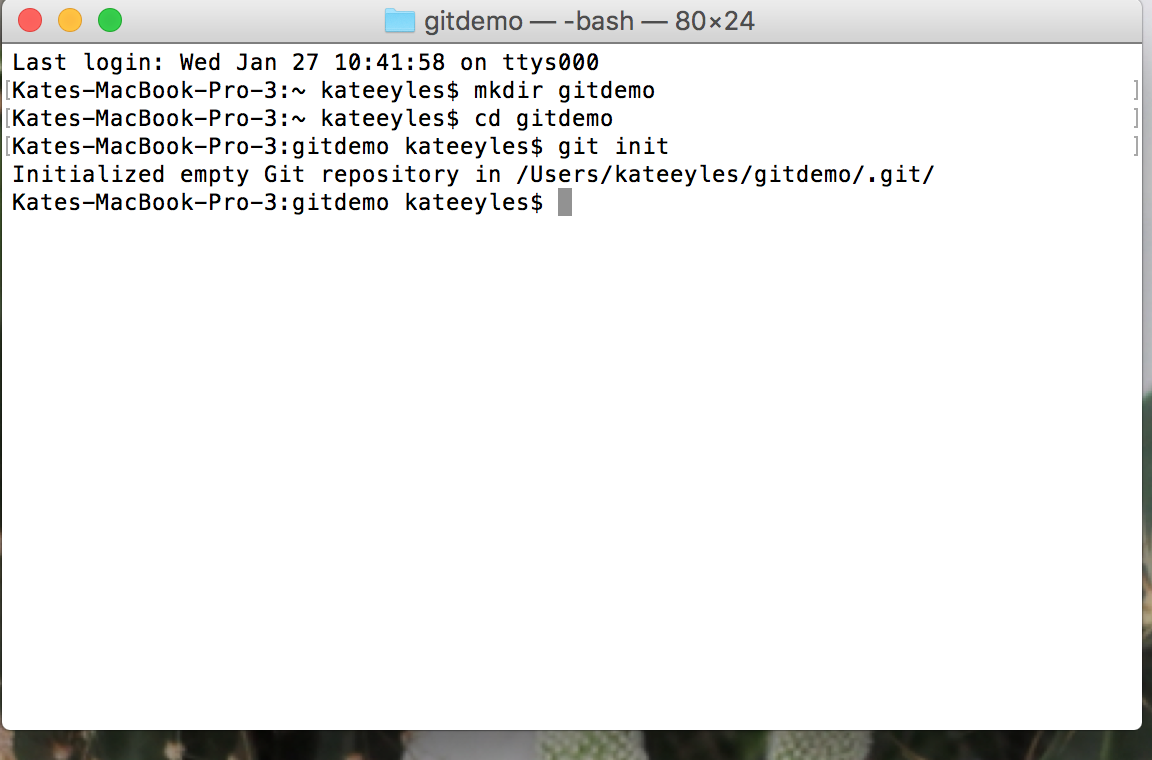 gitdemo — -bash — 80×24
Last login: Wed Jan 27 10:41:58 on ttys000
[Kates-MacBook-Pro-3:~ kateeyles$ mkdir gitdemo ]
[Kates-MacBook-Pro-3:~ kateeyles$ cd gitdemo ]
[Kates-MacBook-Pro-3:gitdemo kateeyles$ git init ]
Initialized empty Git repository in /Users/kateeyles/gitdemo/.git/
Kates-MacBook-Pro-3:gitdemo kateeyles$